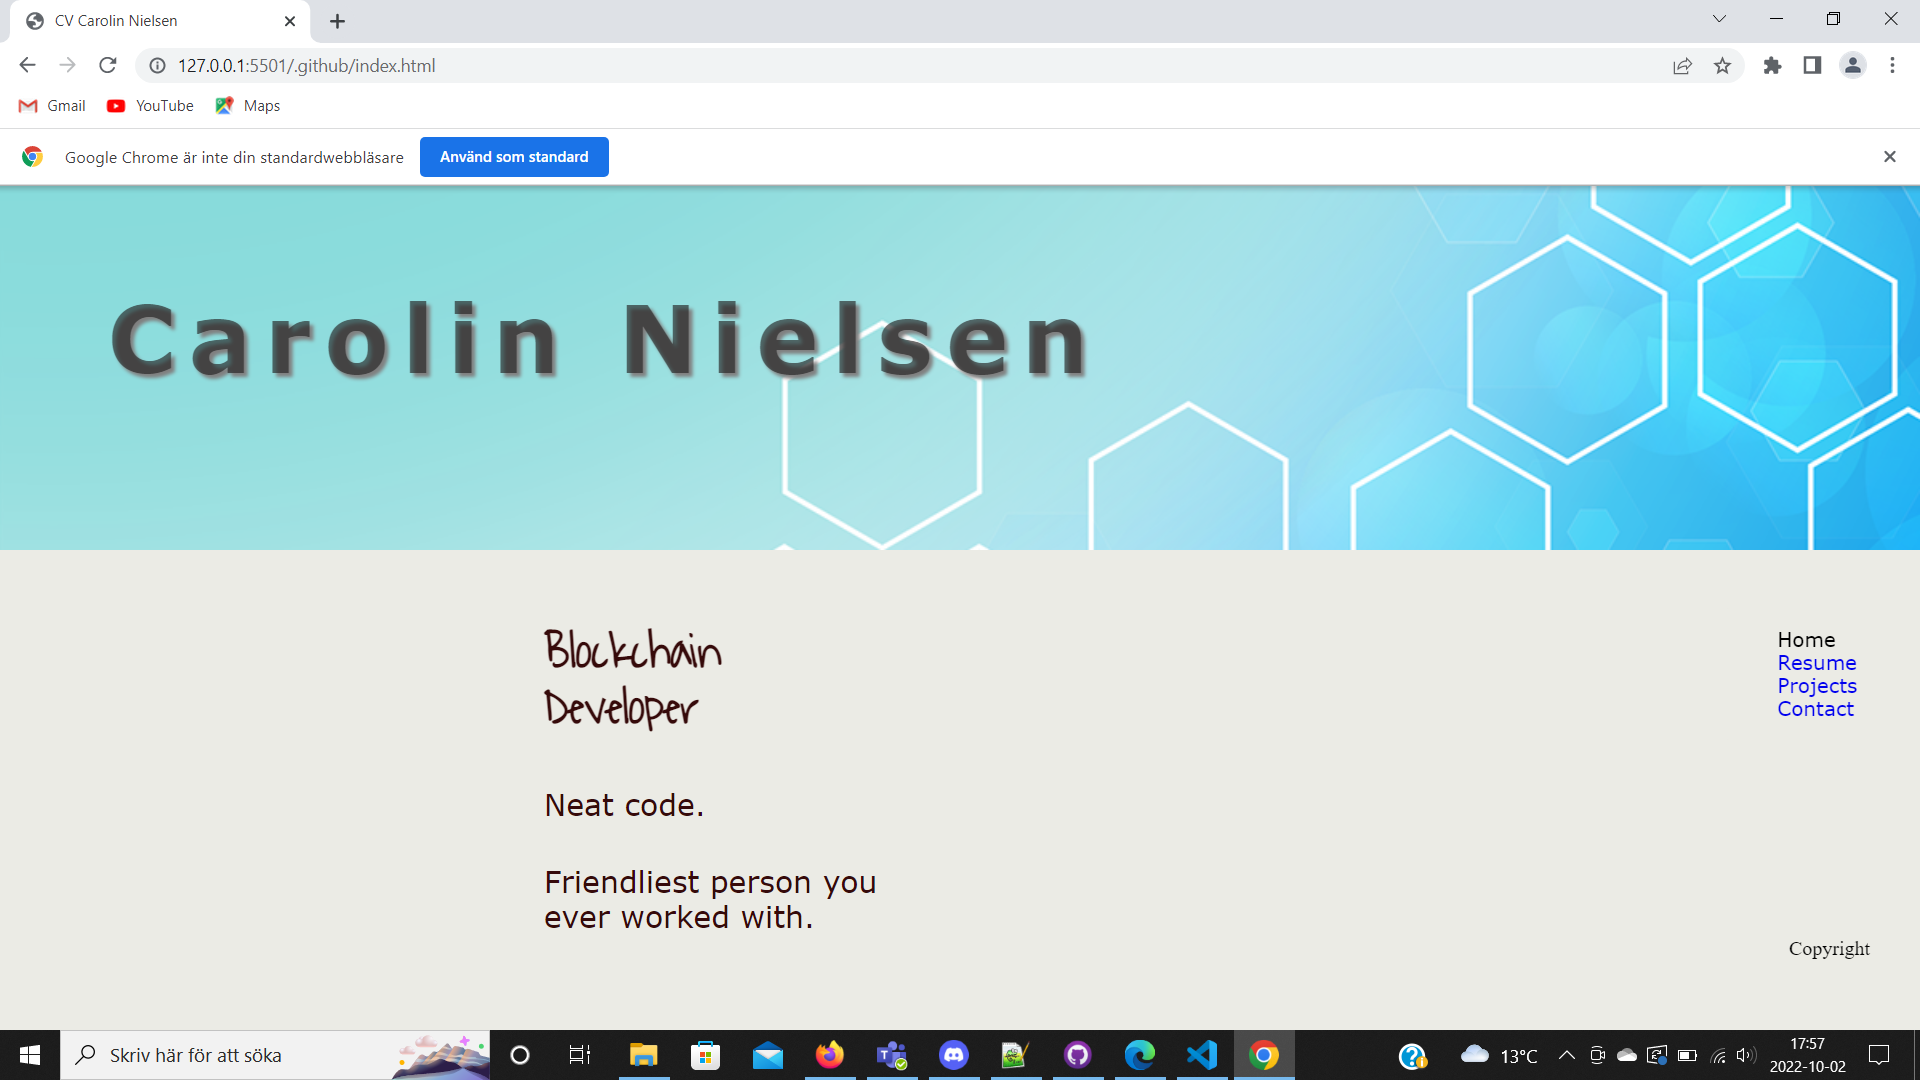 CV Carolin Nielsen
127.0.0.1:5501/.github/index.html
Gmail YouTube Maps
Google Chrome är inte din standardwebbläsare Använd som standard
Carolin Nielsen
Blockchain
Developer
Neat code.
Friendliest person you
ever worked with.
Home
Resume
Projects
Contact
Copyright
Skriv här för att söka
13°C
17:57
2022-10-02